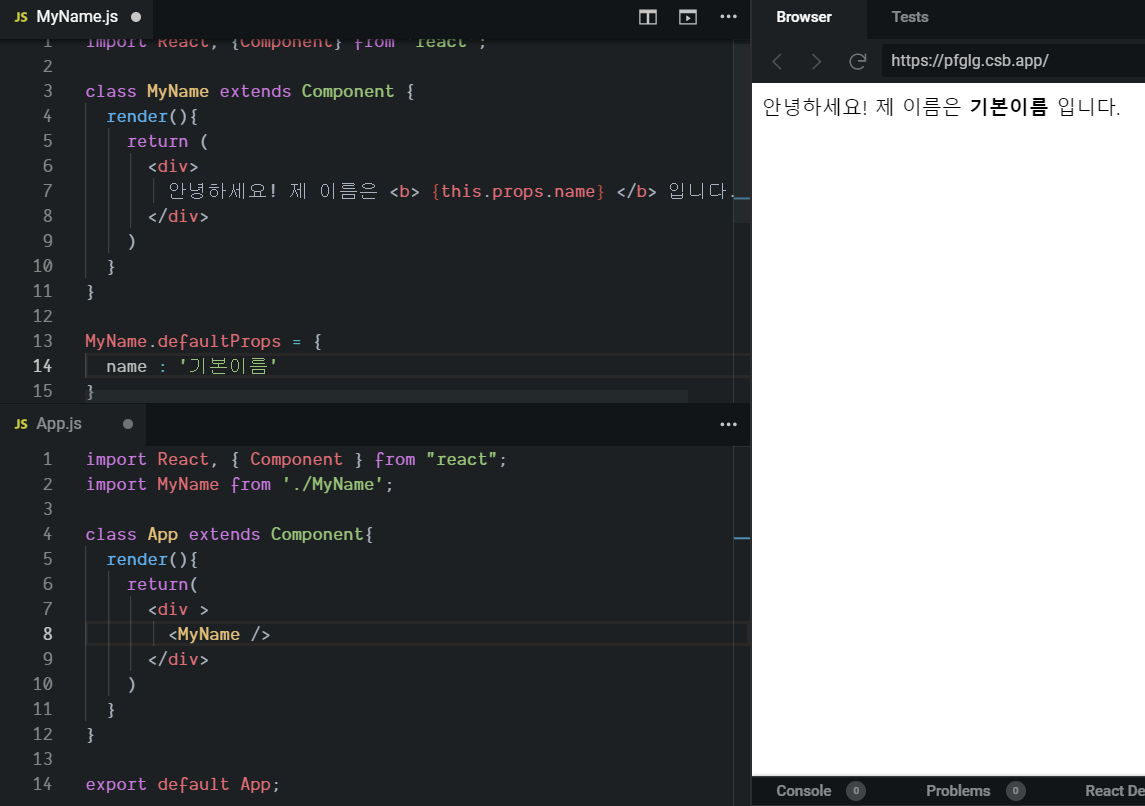 JS MyName.js
1 import React, {Component} from 'react';
2
3 class MyName extends Component {
4 render(){
5 return (
6 <div>
7 안녕하세요! 제 이름은 <b> {this.props.name} </b> 입니다.
8 </div>
9 )
10 }
11 }
12
13 MyName.defaultProps = {
14 name : '기본이름'
15 }
JS App.js
1 import React, { Component } from "react";
2 import MyName from './MyName';
3
4 class App extends Component{
5 render(){
6 return(
7 <div >
8 <MyName />
9 </div>
10 )
11 }
12 }
13
14 export default App;
Browser Tests
https://pfglg.csb.app/
안녕하세요! 제 이름은 기본이름 입니다.
Console 0 Problems 0 React De